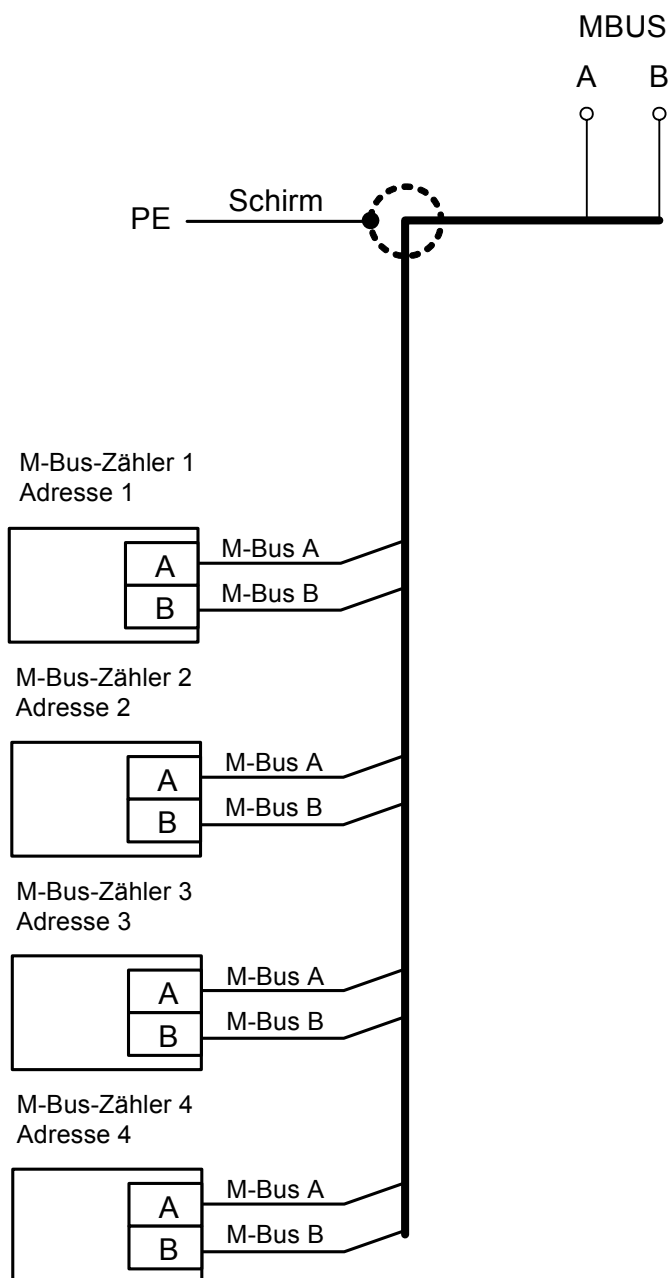 MBUS
A B
Schirm
PE
M-Bus-Zähler 1
Adresse 1
A M-Bus A
B M-Bus B
M-Bus-Zähler 2
Adresse 2
A M-Bus A
B M-Bus B
M-Bus-Zähler 3
Adresse 3
A M-Bus A
B M-Bus B
M-Bus-Zähler 4
Adresse 4
A M-Bus A
B M-Bus B